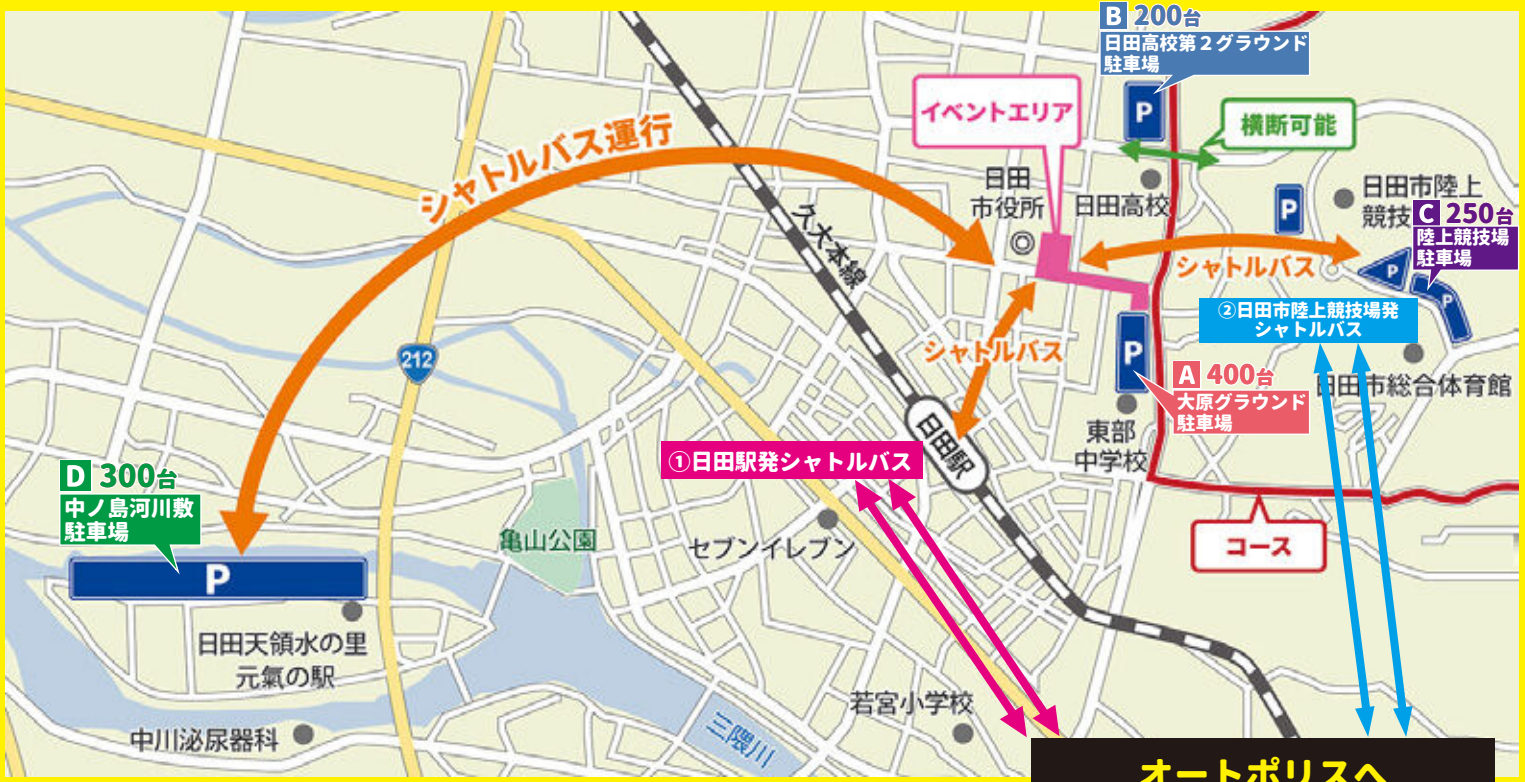 B 200台
日田高校第2グラウンド
駐車場
イベントエリア
P
横断可能
シャトルバス運行
日田
市役所
日田高校
P
日田市陸上
競技
C 250台
陸上競技場
駐車場
久大本線
シャトルバス
P
P
②日田市陸上競技場発
シャトルバス
212
シャトルバス
P
A 400台
大原グラウンド
駐車場
日田市総合体育館
日田駅
東部
中学校
①日田駅発シャトルバス
D 300台
中ノ島河川敷
駐車場
亀山公園
セブンイレブン
コース
P
日田天領水の里
元氣の駅
若宮小学校
中川泌尿器科
三隈川
オートポリスへ